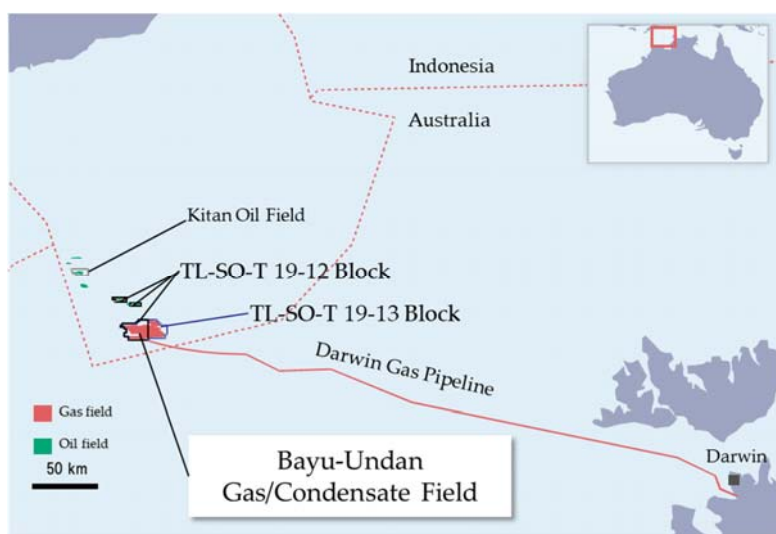 Indonesia
Australia
Kitan Oil Field
TL-SO-T 19-12 Block
TL-SO-T 19-13 Block
Darwin Gas Pipeline
Gas field
Oil field
50 km
Bayu-Undan
Gas/Condensate Field
Darwin